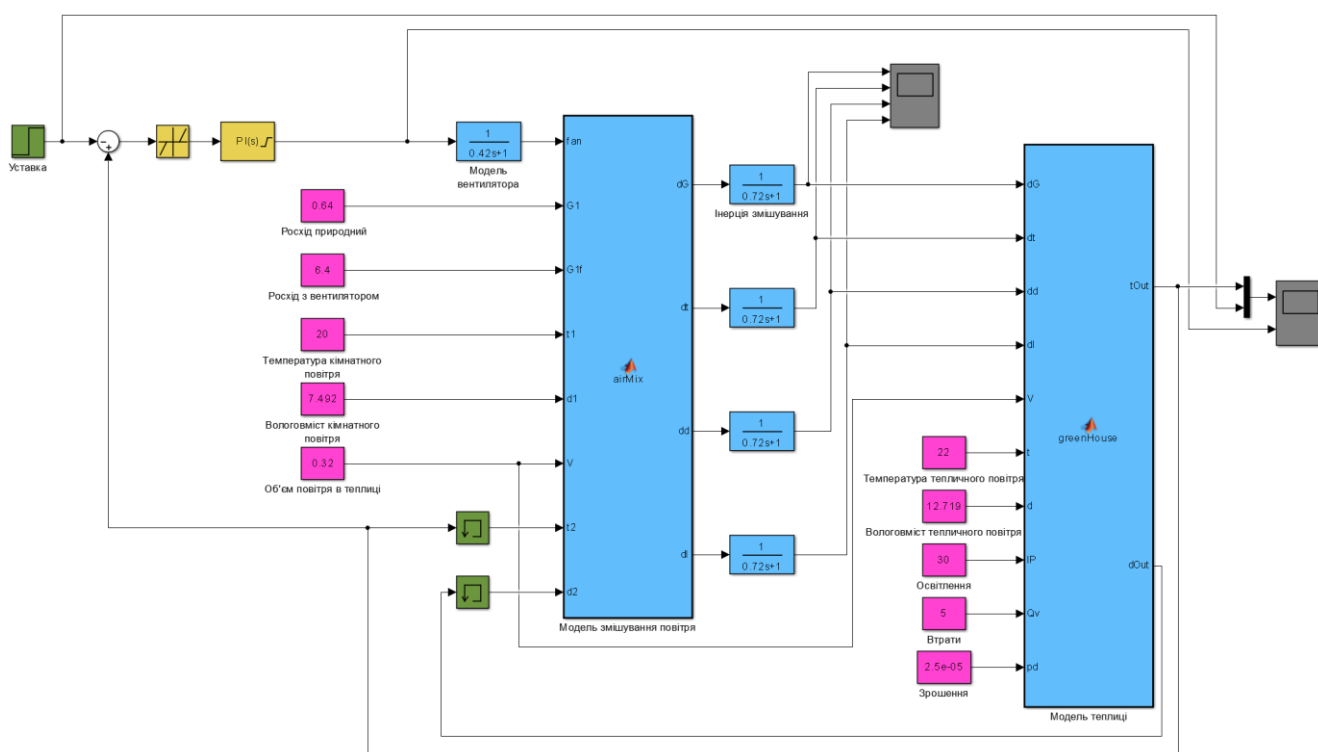 Уставка
PI(s)
1
0.42s+1
Модель
вентилятора
0.64
Росхід природний
6.4
Росхід з вентилятором
20
Температура кімнатного
повітря
7.492
Вологовміст кімнатного
повітря
0.32
Об'єм повітря в теплиці
fan
G1
G1f
t1
d1
V
t2
d2
airMix
dG
dt
dd
dI
Модель змішування повітря
1
0.72s+1
Інерція змішування
1
0.72s+1
1
0.72s+1
1
0.72s+1
22
Температура тепличного повітря
12.719
Вологовміст тепличного повітря
30
Освітлення
5
Втрати
2.5e-05
Зрошення
dG
dt
dd
dI
V
t
d
IP
Qv
pd
greenHouse
tOut
dOut
Модель теплиці